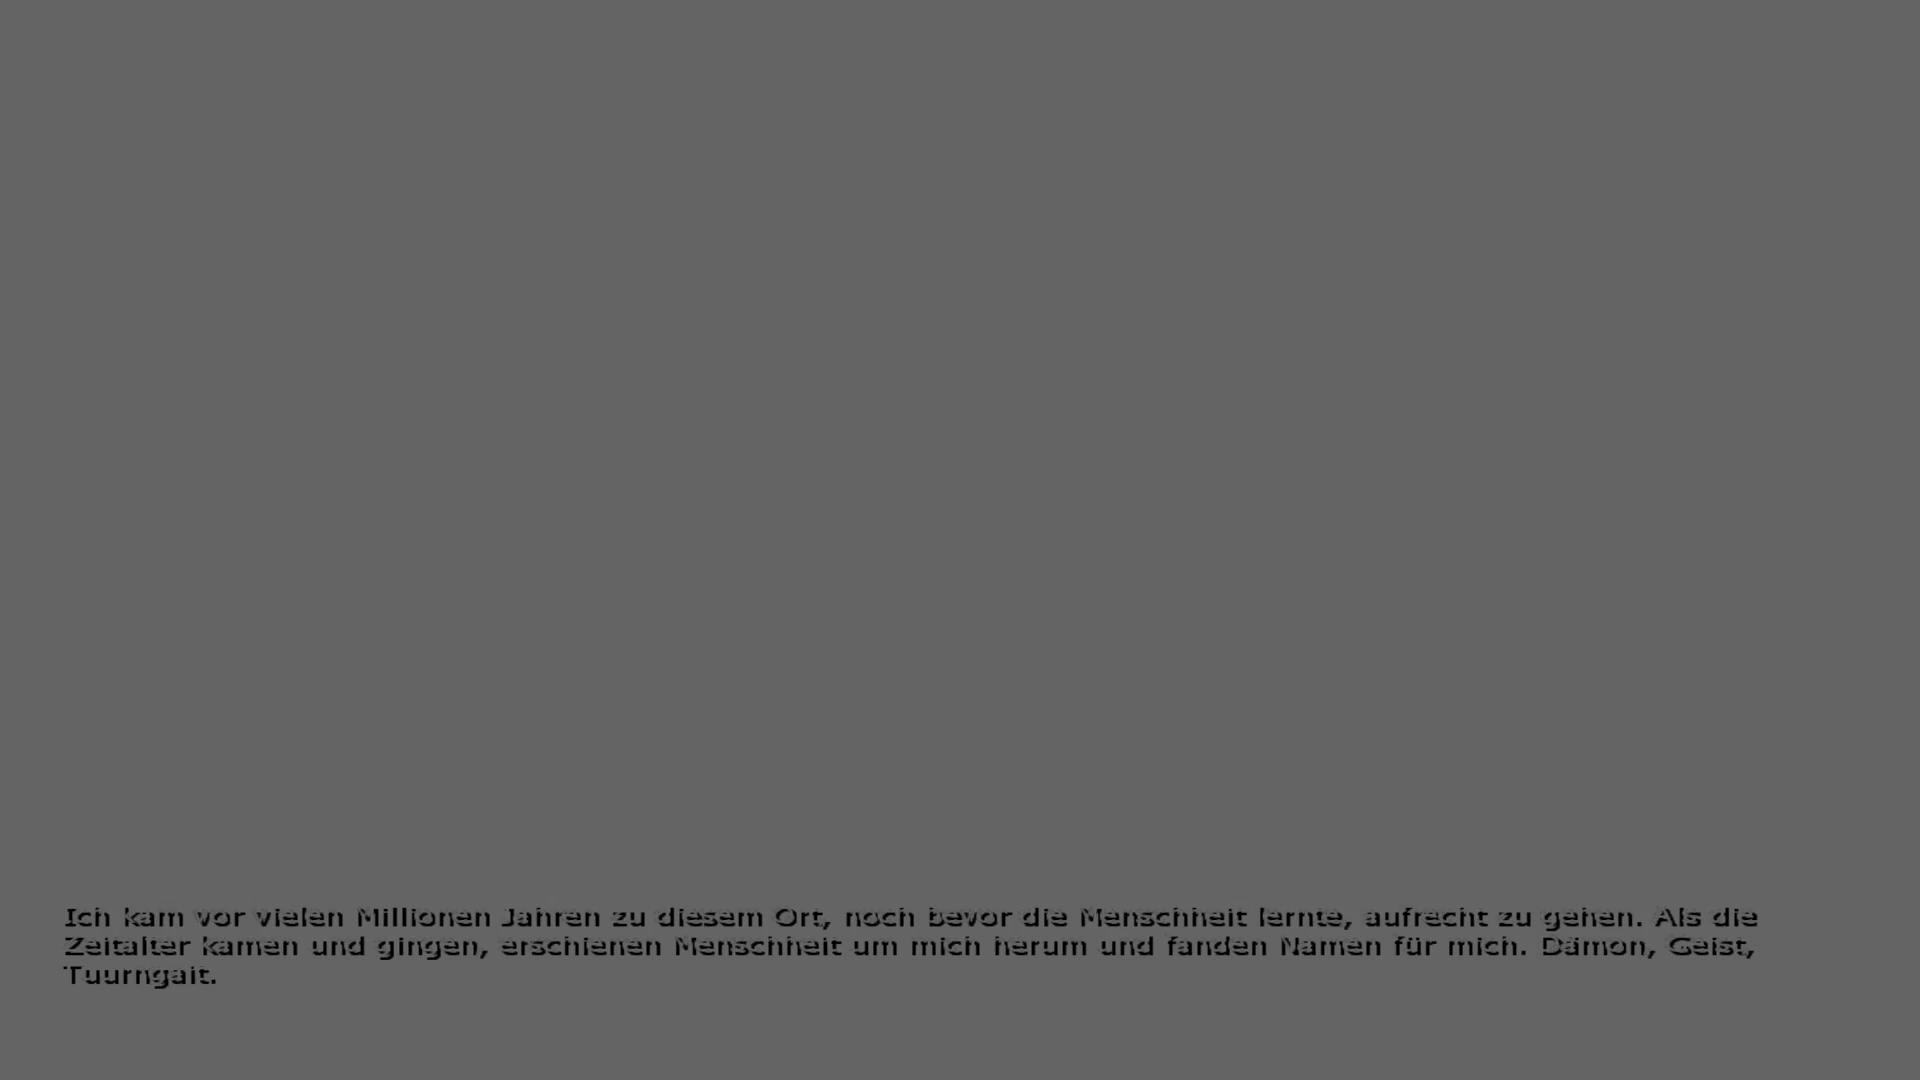 Ich kam vor vielen Millionen Jahren zu diesem Ort, noch bevor die Menschheit lernte, aufrecht zu gehen. Als die
Zeitalter kamen und gingen, erschienen Menschheit um mich herum und fanden Namen für mich. Dämon, Geist,
Tuurngait.